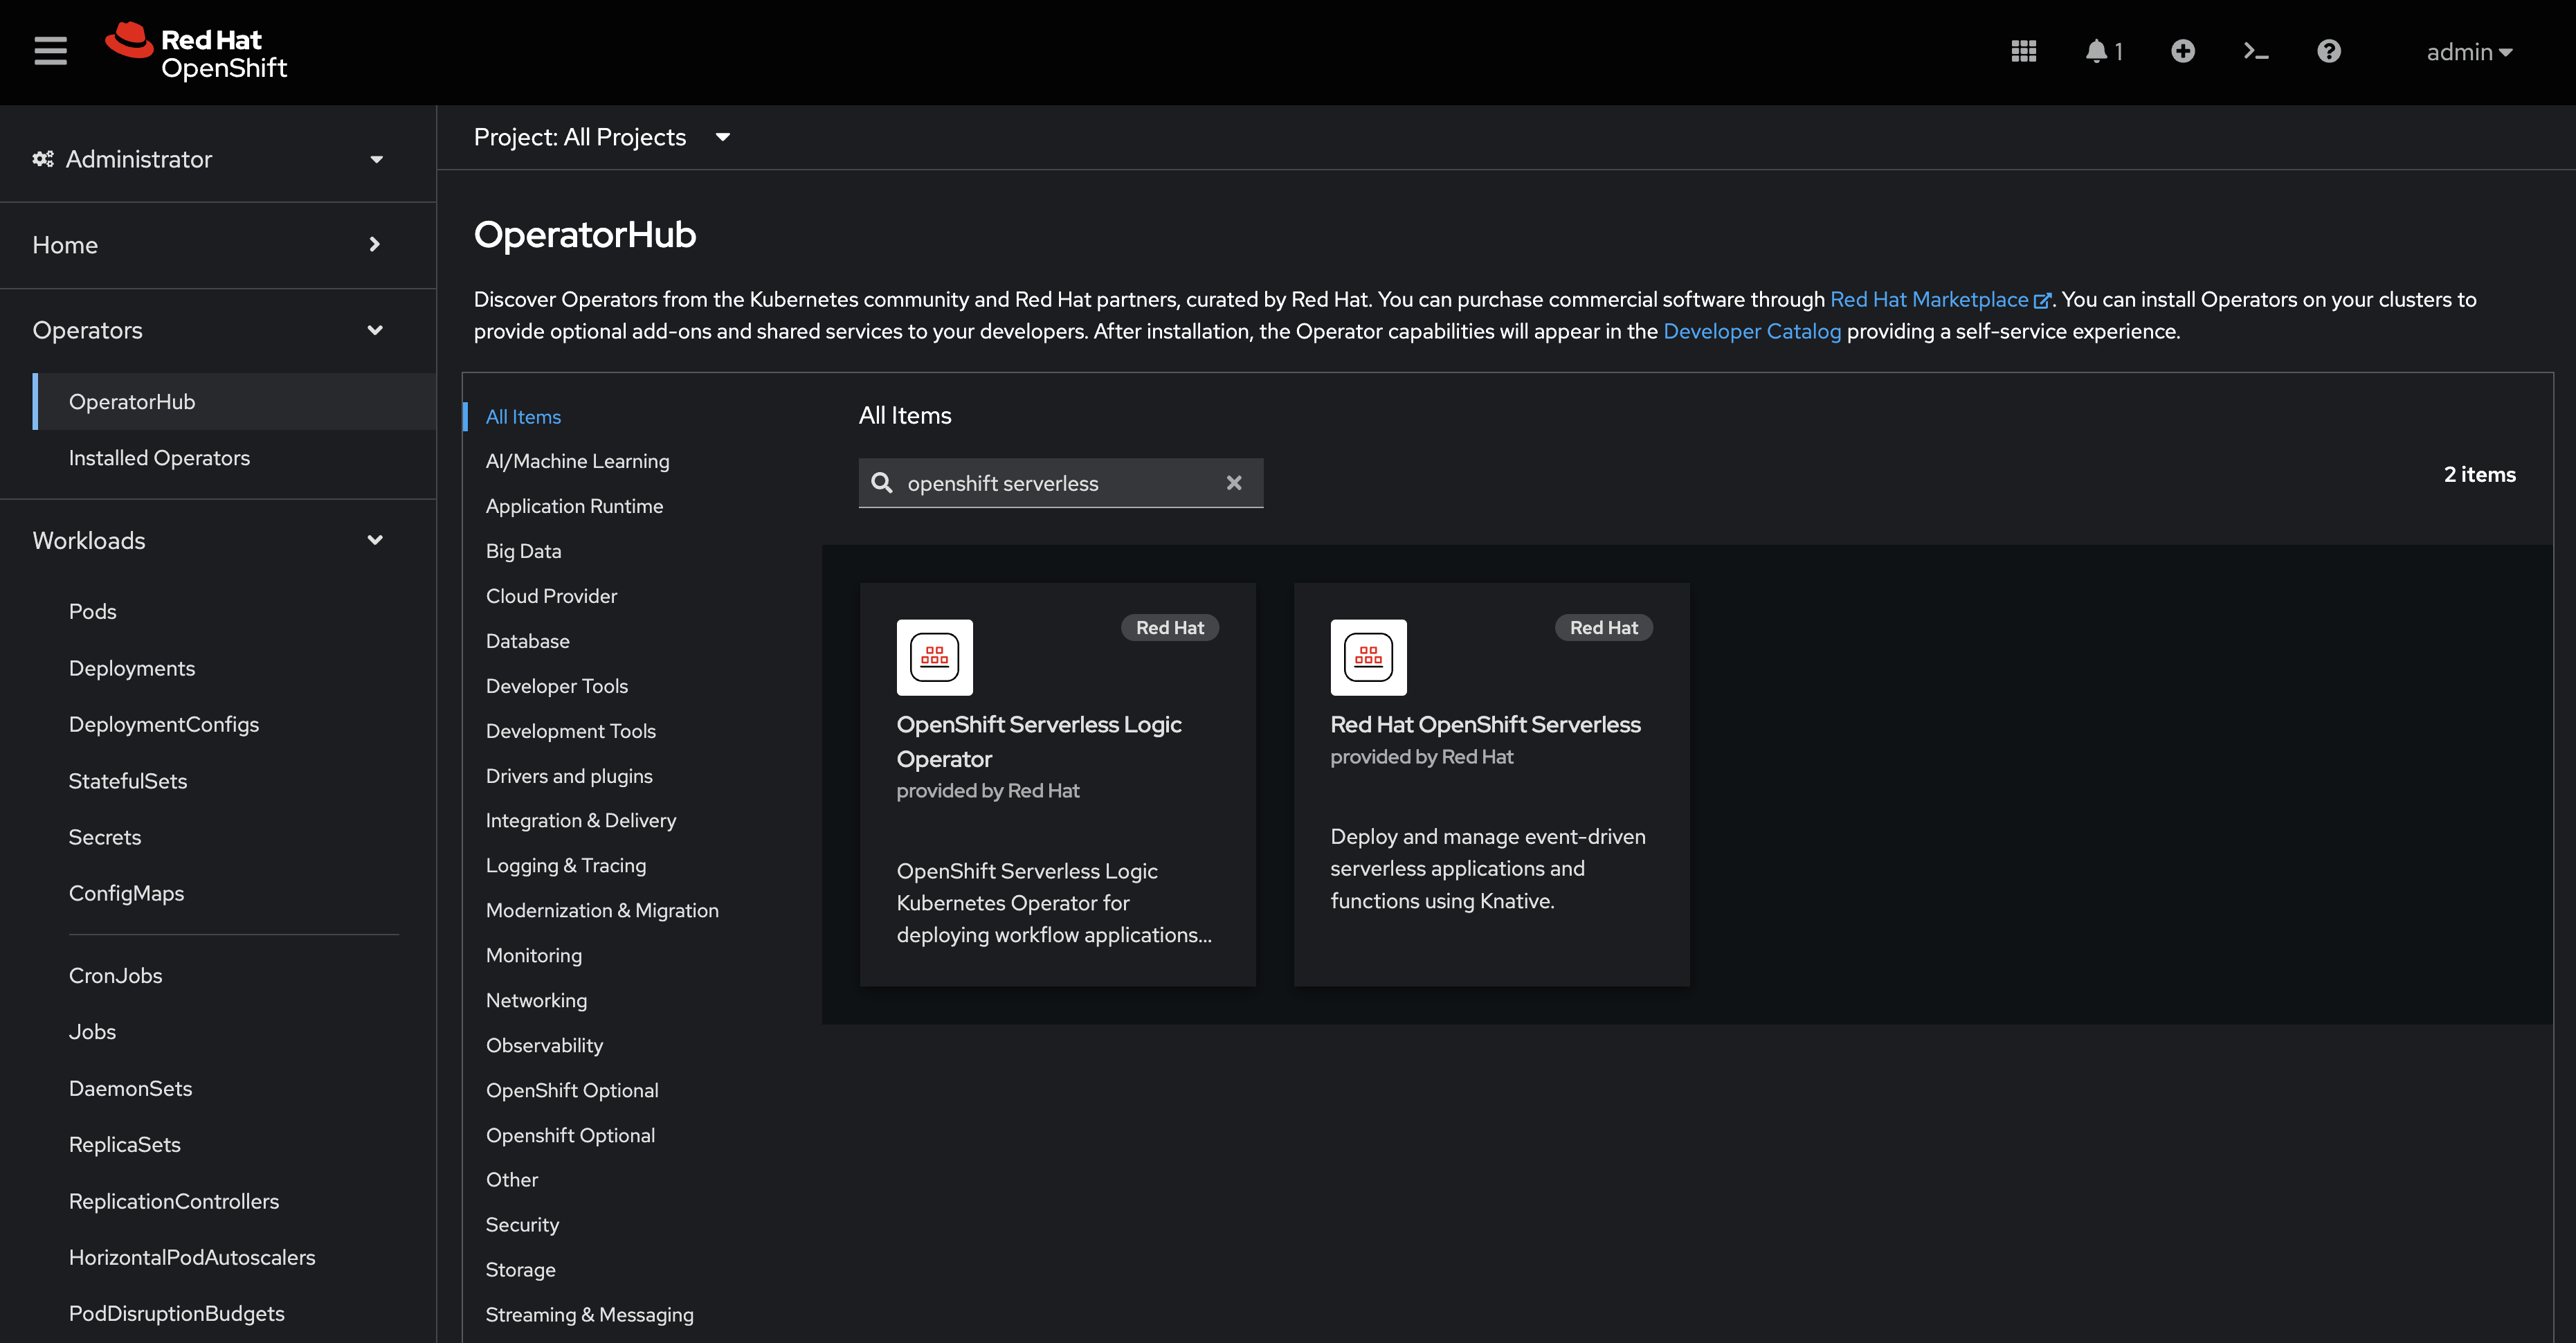 Red Hat
OpenShift
1
admin
Administrator
Home
Operators
OperatorHub
Installed Operators
Workloads
Pods
Deployments
DeploymentConfigs
StatefulSets
Secrets
ConfigMaps
CronJobs
Jobs
DaemonSets
ReplicaSets
ReplicationControllers
HorizontalPodAutoscalers
PodDisruptionBudgets
Project: All Projects
OperatorHub
Discover Operators from the Kubernetes community and Red Hat partners, curated by Red Hat. You can purchase commercial software through Red Hat Marketplace. You can install Operators on your clusters to
provide optional add-ons and shared services to your developers. After installation, the Operator capabilities will appear in the Developer Catalog providing a self-service experience.
All Items
AI/Machine Learning
Application Runtime
Big Data
Cloud Provider
Database
Developer Tools
Development Tools
Drivers and plugins
Integration & Delivery
Logging & Tracing
Modernization & Migration
Monitoring
Networking
Observability
OpenShift Optional
Openshift Optional
Other
Security
Storage
Streaming & Messaging
All Items
openshift serverless
2 items
Red Hat
OpenShift Serverless Logic
Operator
provided by Red Hat
OpenShift Serverless Logic
Kubernetes Operator for
deploying workflow applications...
Red Hat
Red Hat OpenShift Serverless
provided by Red Hat
Deploy and manage event-driven
serverless applications and
functions using Knative.